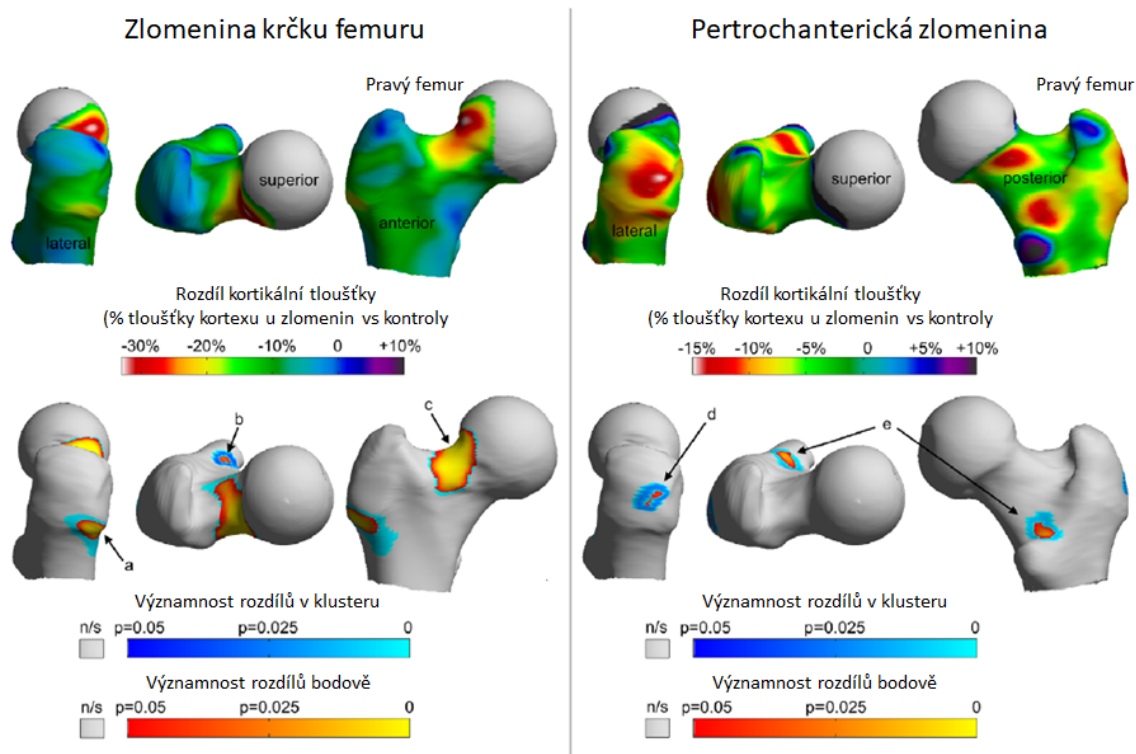 Zlomenina krčku femuru
Pravý femur
superior
anterior
lateral
Rozdíl kortikální tloušťky
(% tloušťky kortexu u zlomenin vs kontroly
-30% -20% -10% 0 +10%
a
b
c
Významnost rozdílů v klusteru
n/s p=0.05 p=0.025 0
Významnost rozdílů bodově
n/s p=0.05 p=0.025 0
Pertrochanterická zlomenina
Pravý femur
superior
posterior
lateral
Rozdíl kortikální tloušťky
(% tloušťky kortexu u zlomenin vs kontroly
-15% -10% -5% 0 +5% +10%
d
e
Významnost rozdílů v klusteru
n/s p=0.05 p=0.025 0
Významnost rozdílů bodově
n/s p=0.05 p=0.025 0